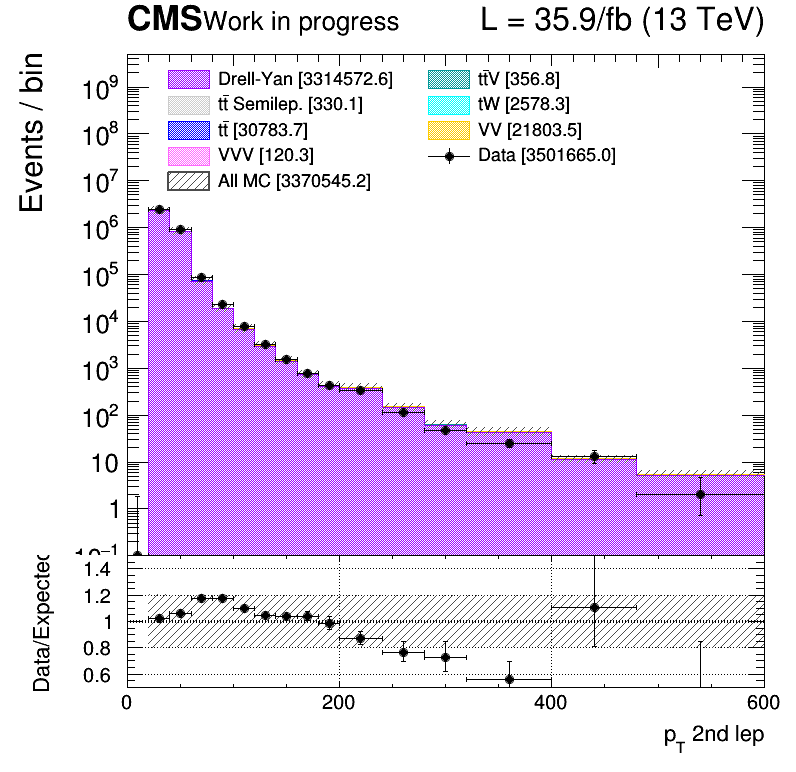 CMS Work in progress L = 35.9/fb (13 TeV)
Events / bin
Drell-Yan [3314572.6] tt̄V [356.8]
tt̄ Semilep. [330.1] tW [2578.3]
tt̄ [30783.7] VV [21803.5]
VVV [120.3] Data [3501665.0]
All MC [3370545.2]
10⁹
10⁸
10⁷
10⁶
10⁵
10⁴
10³
10²
10
1
10⁻¹
Data/Expected
1.4
1.2
1
0.8
0.6
0 200 400 600
p_T 2nd lep